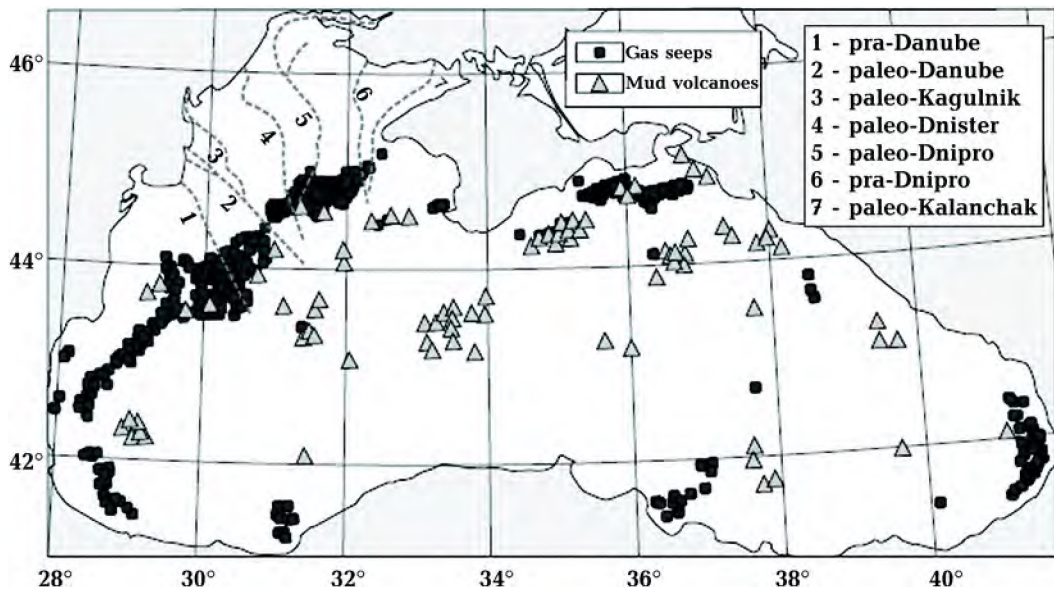 Gas seeps
Mud volcanoes
1 - pra-Danube
2 - paleo-Danube
3 - paleo-Kagulnik
4 - paleo-Dnister
5 - paleo-Dnipro
6 - pra-Dnipro
7 - paleo-Kalanchak
46°
44°
42°
1
2
3
4
5
6
28°
30°
32°
34°
36°
38°
40°